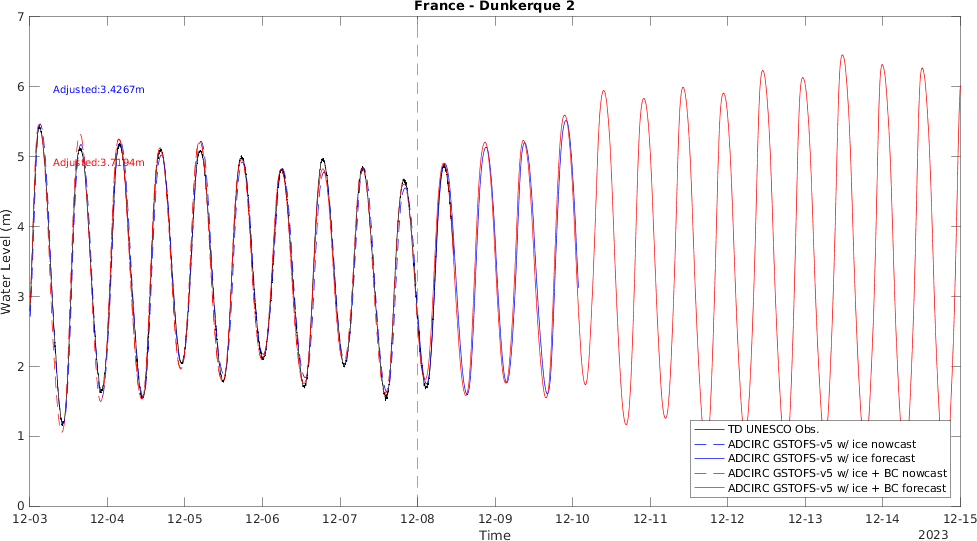 France - Dunkerque 2
7
6
5
4
3
2
1
0
Water Level (m)
Adjusted:3.4267m
Adjusted:3.7194m
TD UNESCO Obs.
ADCIRC GSTOFS-v5 w/ ice nowcast
ADCIRC GSTOFS-v5 w/ ice forecast
ADCIRC GSTOFS-v5 w/ ice + BC nowcast
ADCIRC GSTOFS-v5 w/ ice + BC forecast
12-03 12-04 12-05 12-06 12-07 12-08 12-09 12-10 12-11 12-12 12-13 12-14 12-15
Time
2023